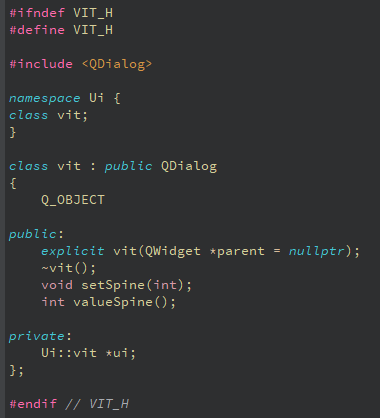 #ifndef VIT_H
#define VIT_H
#include <QDialog>
namespace Ui {
class vit;
}
class vit : public QDialog
{
Q_OBJECT
public:
explicit vit(QWidget *parent = nullptr);
~vit();
void setSpine(int);
int valueSpine();
private:
Ui::vit *ui;
};
#endif // VIT_H